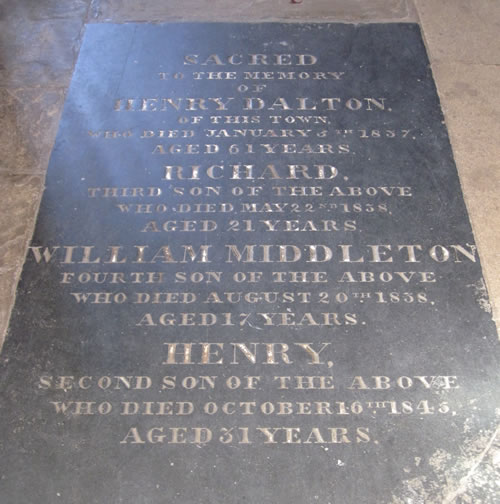 SACRED
TO THE MEMORY
OF
HENRY DALTON,
OF THIS TOWN,
WHO DIED JANUARY 3TH 1837,
AGED 61 YEARS.
RICHARD,
THIRD SON OF THE ABOVE
WHO DIED MAY 22ND 1838,
AGED 21 YEARS.
WILLIAM MIDDLETON
FOURTH SON OF THE ABOVE
WHO DIED AUGUST 20TH 1838,
AGED 17 YEARS.
HENRY,
SECOND SON OF THE ABOVE
WHO DIED OCTOBER 16TH 1845,
AGED 31 YEARS.